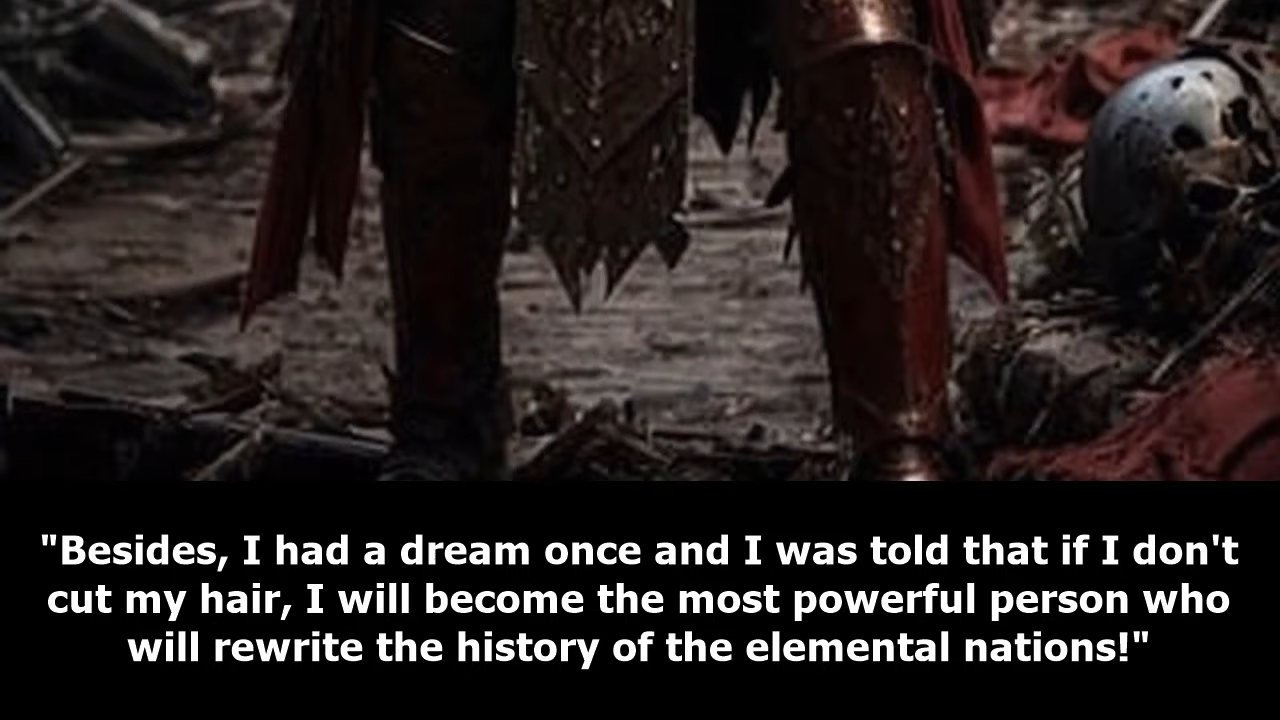 "Besides, I had a dream once and I was told that if I don't
cut my hair, I will become the most powerful person who
will rewrite the history of the elemental nations!"